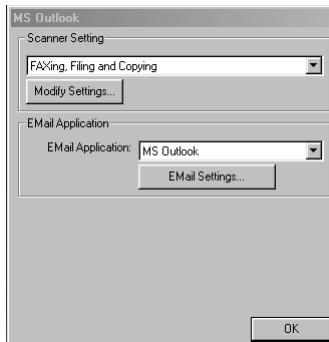 MS Outlook
Scanner Setting
FAXing, Filing and Copying
Modify Settings...
EMail Application
EMail Application: MS Outlook
EMail Settings...
OK